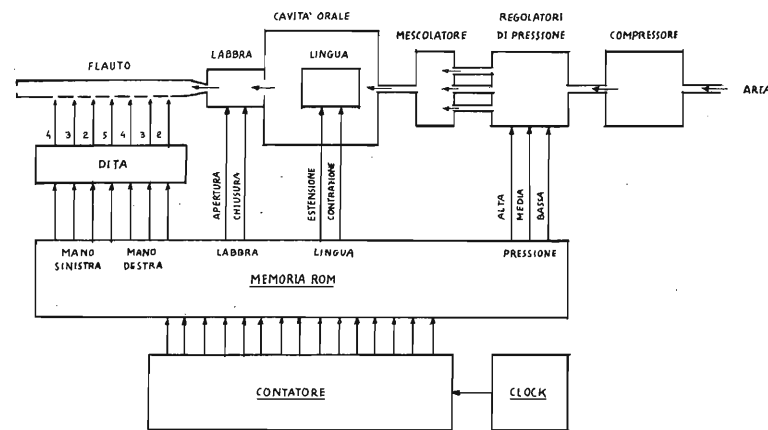 CAVITA' ORALE
REGOLATORI
DI PRESSIONE
LABBRA
LINGUA
MESCOLATORE
COMPRESSORE
FLAUTO
ARIA
4 3 2 5 4 3 2
DITA
APERTURA
CHIUSURA
ESTENSIONE
CONTRAZIONE
ALTA
MEDIA
BASSA
MANO
SINISTRA
MANO
DESTRA
LABBRA
LINGUA
PRESSIONE
MEMORIA ROM
CONTATORE
CLOCK